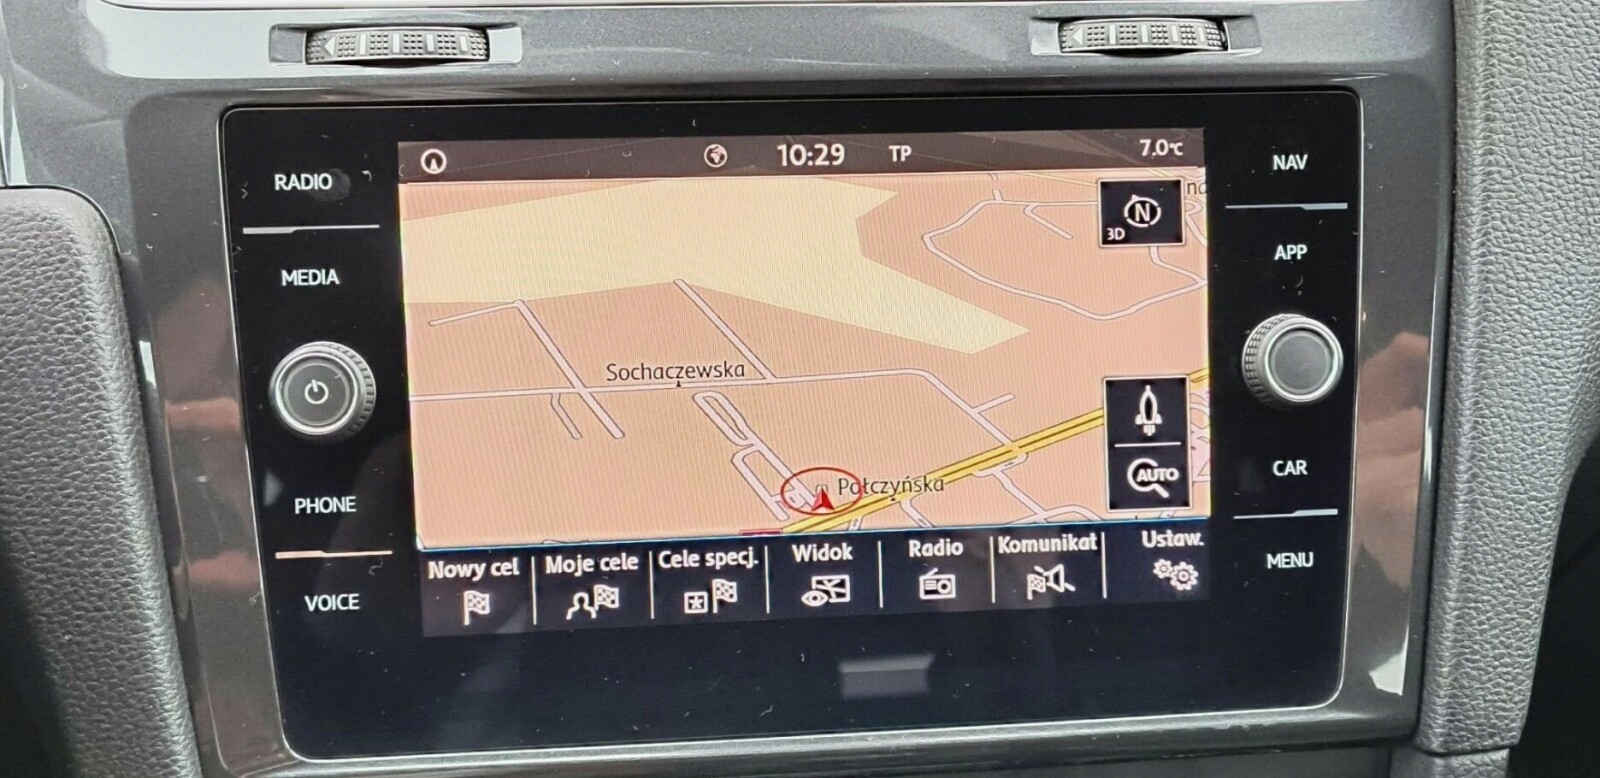 10:29 TP 7.0°C
RADIO
MEDIA
PHONE
VOICE
N
3D
Sochaczewska
Połczyńska
AUTO
Nowy cel
Moje cele
Cele specj.
Widok
Radio
Komunikat
Ustaw.
NAV
APP
CAR
MENU